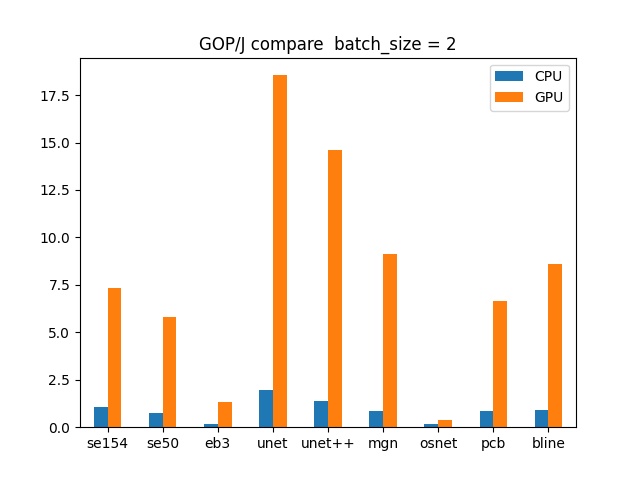 GOP/J compare  batch_size = 2
CPU
GPU
17.5
15.0
12.5
10.0
7.5
5.0
2.5
0.0
se154 se50 eb3 unet unet++ mgn osnet pcb bline